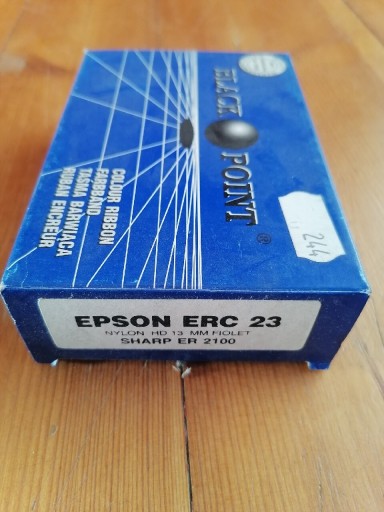 BLACK POINT ®
COLOUR RIBBON
FARBBAND
TAŚMA BARWIĄCA
RUBAN ENCREUR
244
EPSON ERC 23
NYLON HD 13 MM FIOLET
SHARP ER 2100